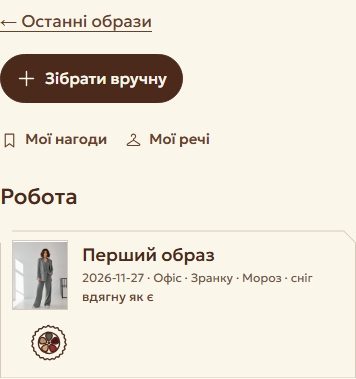 ← Останні образи
+ Зібрати вручну
Мої нагоди Мої речі
Робота
Перший образ
2026-11-27 · Офіс · Зранку · Мороз · сніг
вдягну як є